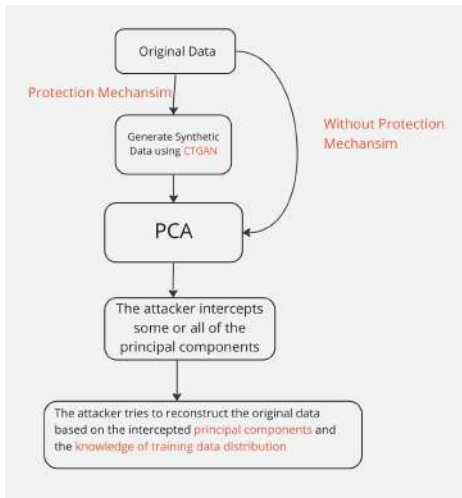 Original Data
Protection Mechansim
Without Protection
Mechansim
Generate Synthetic
Data using CTGAN
PCA
The attacker intercepts
some or all of the
principal components
The attacker tries to reconstruct the original data
based on the intercepted principal components and
the knowledge of training data distribution